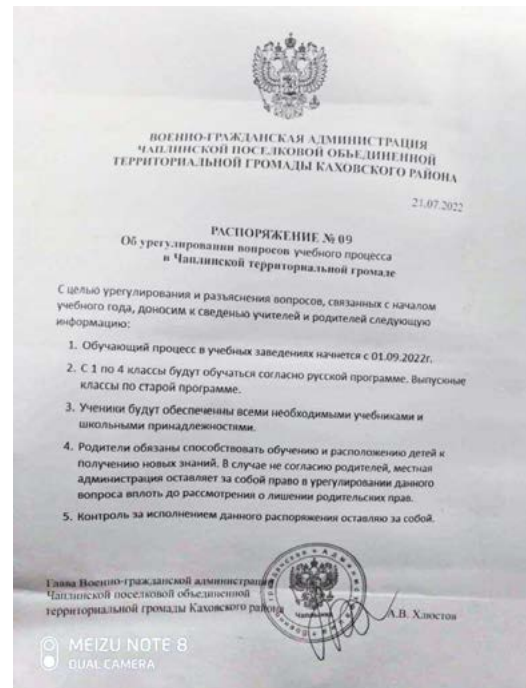 ВОЕННО-ГРАЖДАНСКАЯ АДМИНИСТРАЦИЯ
ЧАПЛИНСКОЙ ПОСЕЛКОВОЙ ОБЪЕДИНЕННОЙ
ТЕРРИТОРИАЛЬНОЙ ГРОМАДЫ КАХОВСКОГО РАЙОНА
21.07.2022
РАСПОРЯЖЕНИЕ № 09
Об урегулировании вопросов учебного процесса
в Чаплинской территориальной громаде
С целью урегулирования и разъяснения вопросов, связанных с началом
учебного года, доносим к сведенью учителей и родителей следующую
информацию:
1. Обучающий процесс в учебных заведениях начнется с 01.09.2022г.
2. С 1 по 4 классы будут обучаться согласно русской программе. Выпускные
классы по старой программе.
3. Ученики будут обеспеченны всеми необходимыми учебниками и
школьными принадлежностями.
4. Родители обязаны способствовать обучению и расположению детей к
получению новых знаний. В случае не согласию родителей, местная
администрация оставляет за собой право в урегулировании данного
вопроса вплоть до рассмотрения о лишении родительских прав.
5. Контроль за исполнением данного распоряжения оставляю за собой.
Глава Военно-гражданской администрации
Чаплинской поселковой объединенной
территориальной громады Каховского района
А.В. Хлюстов
MEIZU NOTE 8
DUAL CAMERA